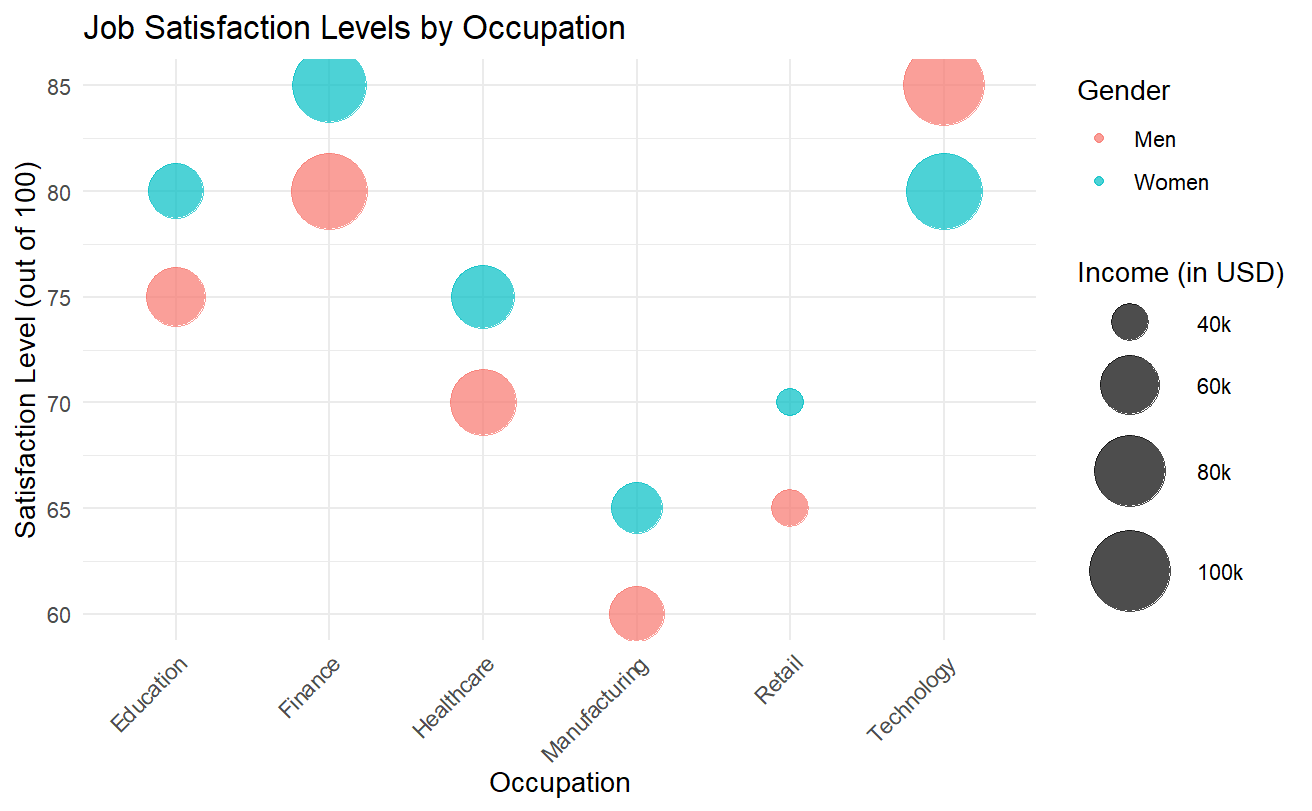 Job Satisfaction Levels by Occupation
Satisfaction Level (out of 100)
85
80
75
70
65
60
Education
Finance
Healthcare
Manufacturing
Retail
Technology
Occupation
Gender
Men
Women
Income (in USD)
40k
60k
80k
100k